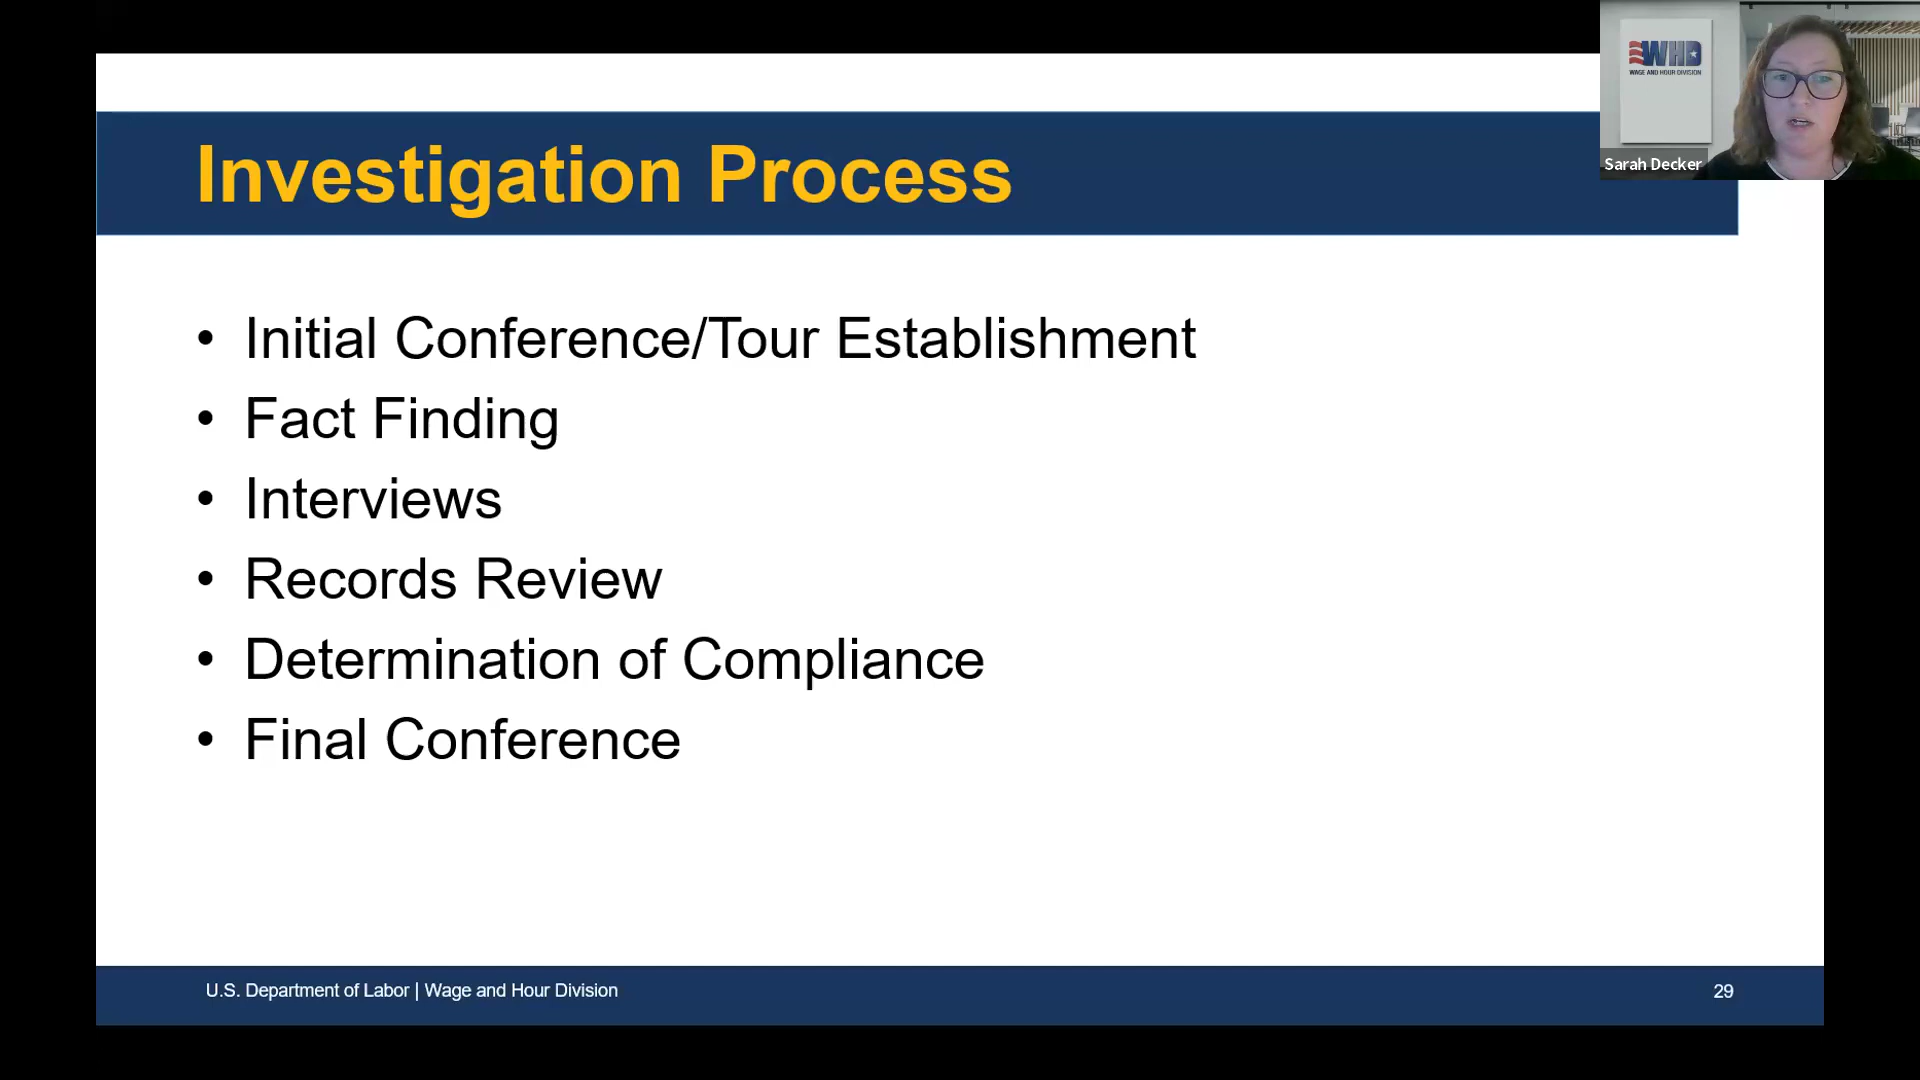 WHD
WAGE AND HOUR DIVISION
Sarah Decker
Investigation Process
• Initial Conference/Tour Establishment
• Fact Finding
• Interviews
• Records Review
• Determination of Compliance
• Final Conference
U.S. Department of Labor | Wage and Hour Division
29